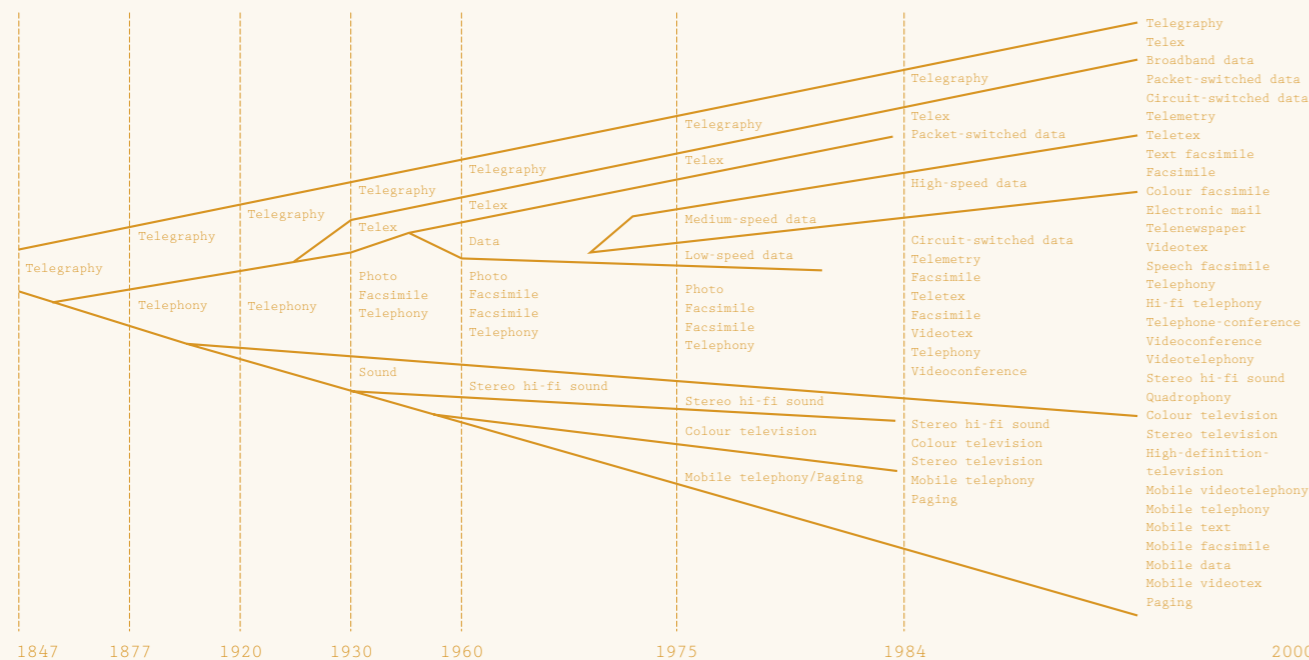 Telegraphy
Telegraphy
Telephony
Telegraphy
Telephony
Telegraphy
Telex
Photo
Facsimile
Telephony
Sound
Telegraphy
Telex
Data
Photo
Facsimile
Facsimile
Telephony
Stereo hi-fi sound
Telegraphy
Telex
Medium-speed data
Low-speed data
Photo
Facsimile
Facsimile
Telephony
Stereo hi-fi sound
Colour television
Mobile telephony/Paging
Telegraphy
Telex
Packet-switched data
High-speed data
Circuit-switched data
Telemetry
Facsimile
Teletex
Facsimile
Videotex
Telephony
Videoconference
Stereo hi-fi sound
Colour television
Stereo television
Mobile telephony
Paging
Telegraphy
Telex
Broadband data
Packet-switched data
Circuit-switched data
Telemetry
Teletex
Text facsimile
Facsimile
Colour facsimile
Electronic mail
Telenewspaper
Videotex
Speech facsimile
Telephony
Hi-fi telephony
Telephone-conference
Videoconference
Videotelephony
Stereo hi-fi sound
Quadrophony
Colour television
Stereo television
High-definition-
television
Mobile videotelephony
Mobile telephony
Mobile text
Mobile facsimile
Mobile data
Mobile videotex
Paging
1847 1877 1920 1930 1960 1975 1984 2000